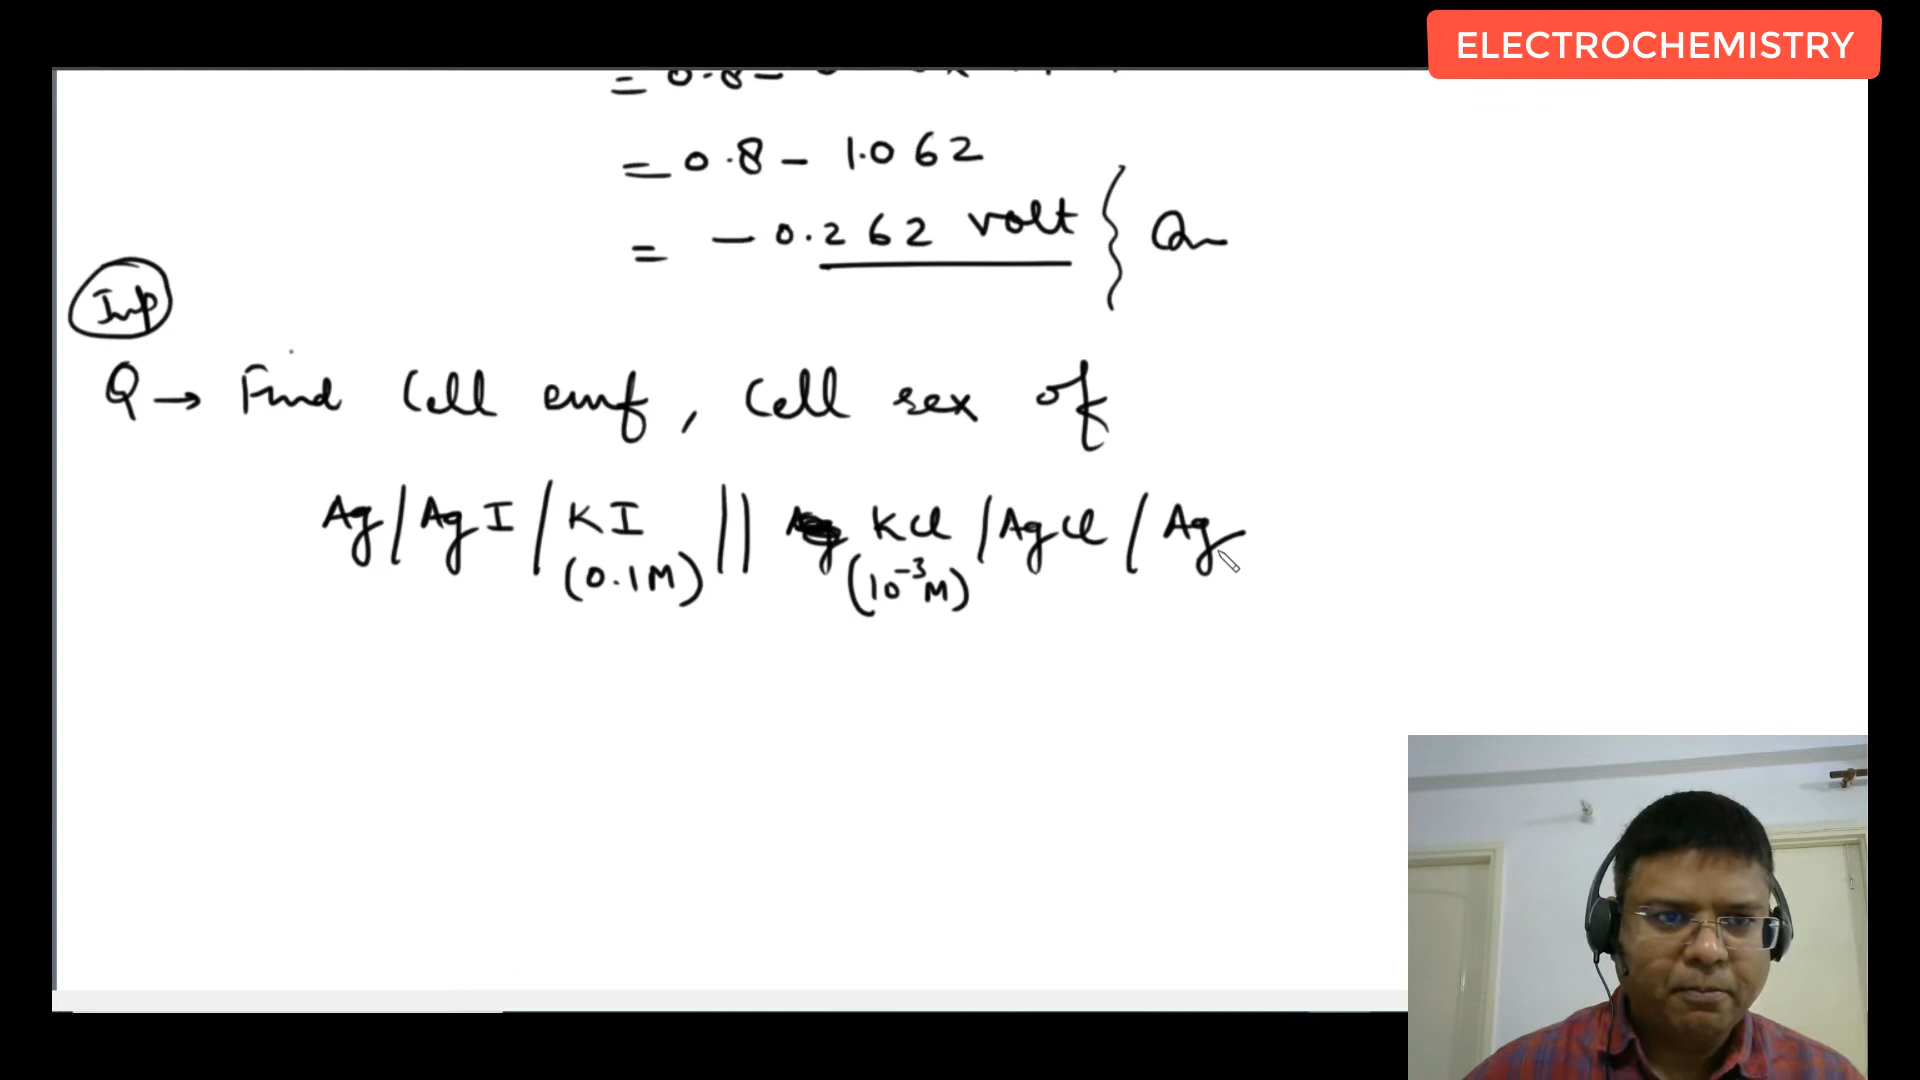 ELECTROCHEMISTRY
= 0.8 - 1.062
= - 0.262 volt } Q
Imp
Q → Find Cell emf, Cell rex of
Ag/AgI/KI || KCl/AgCl/Ag
(0.1M) (10⁻³M)